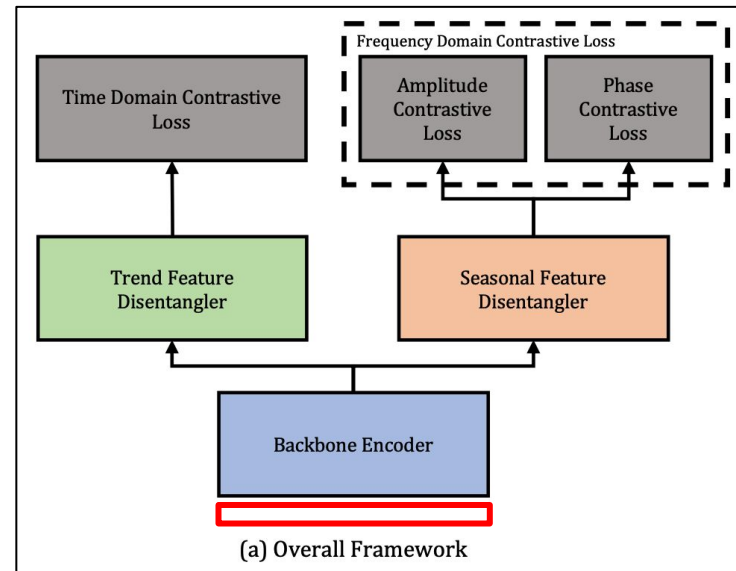 Frequency Domain Contrastive Loss
Time Domain Contrastive
Loss
Amplitude
Contrastive
Loss
Phase
Contrastive
Loss
Trend Feature
Disentangler
Seasonal Feature
Disentangler
Backbone Encoder
(a) Overall Framework